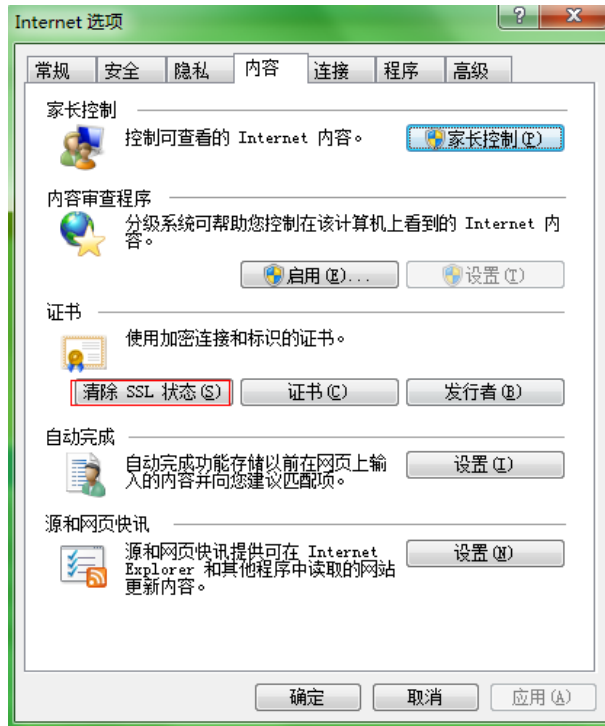 Internet 选项
常规 安全 隐私 内容 连接 程序 高级
家长控制
控制可查看的 Internet 内容。 家长控制(P)
内容审查程序
分级系统可帮助您控制在该计算机上看到的 Internet 内
容。
启用(E)... 设置(T)
证书
使用加密连接和标识的证书。
清除 SSL 状态(S) 证书(C) 发行者(B)
自动完成
自动完成功能存储以前在网页上输
入的内容并向您建议匹配项。
设置(I)
源和网页快讯
源和网页快讯提供可在 Internet
Explorer 和其他程序中读取的网站
更新内容。
设置(N)
确定 取消 应用(A)